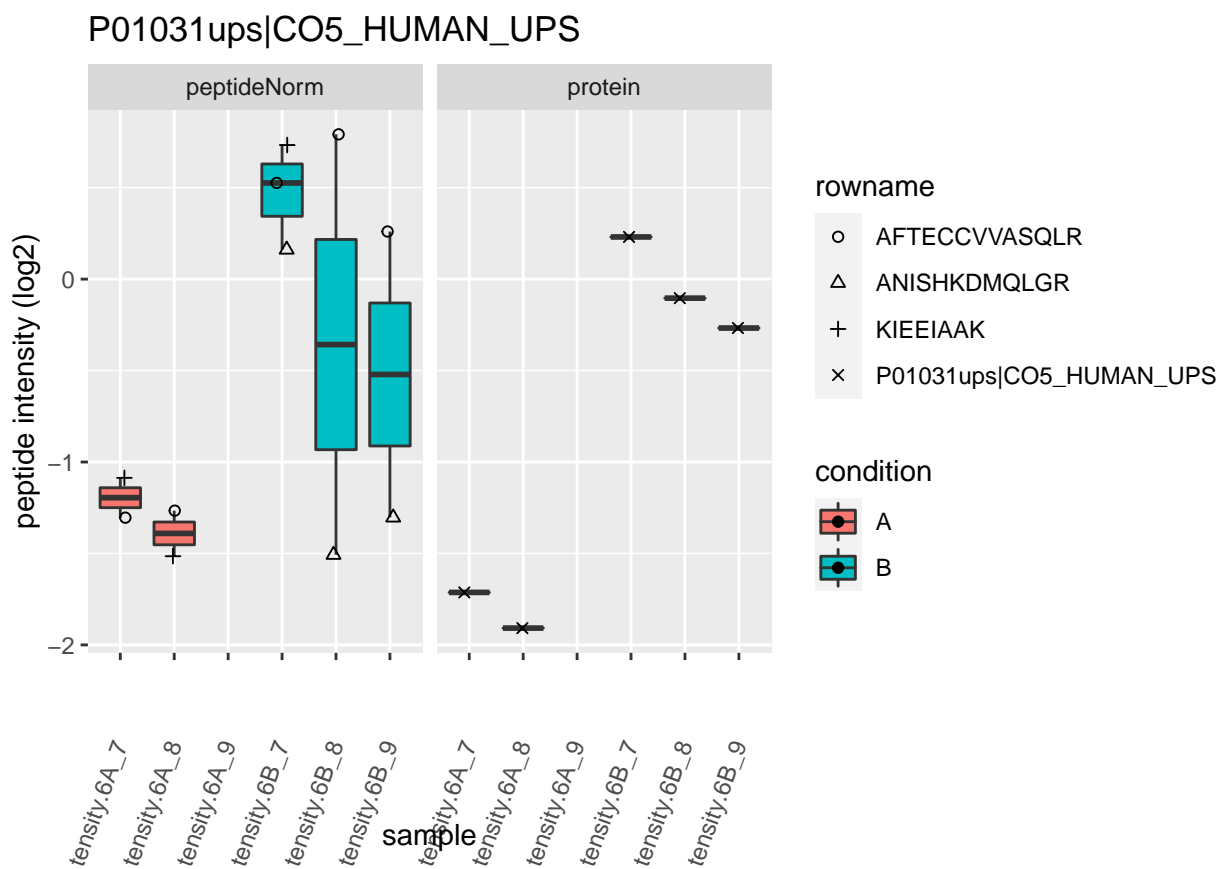 P01031ups|CO5_HUMAN_UPS
peptideNorm
protein
peptide intensity (log2)
0
−1
−2
tensity.6A_7
tensity.6A_8
tensity.6A_9
tensity.6B_7
tensity.6B_8
tensity.6B_9
tensity.6A_7
tensity.6A_8
tensity.6A_9
tensity.6B_7
tensity.6B_8
tensity.6B_9
sample
rowname
AFTECCVVASQLR
ANISHKDMQLGR
KIEEIAAK
P01031ups|CO5_HUMAN_UPS
condition
A
B